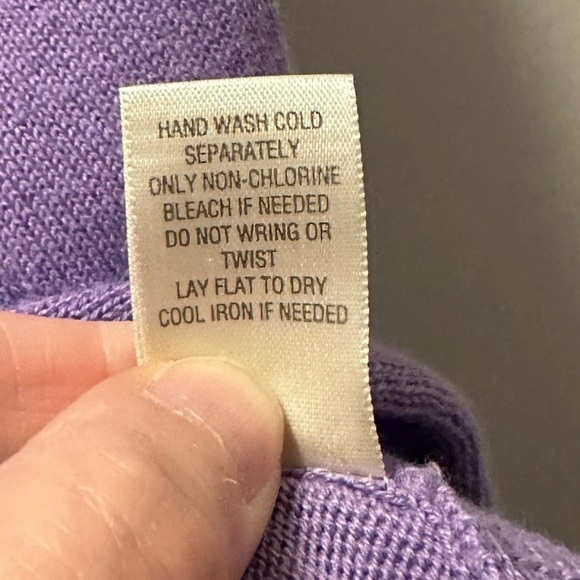 HAND WASH COLD
SEPARATELY
ONLY NON-CHLORINE
BLEACH IF NEEDED
DO NOT WRING OR
TWIST
LAY FLAT TO DRY
COOL IRON IF NEEDED